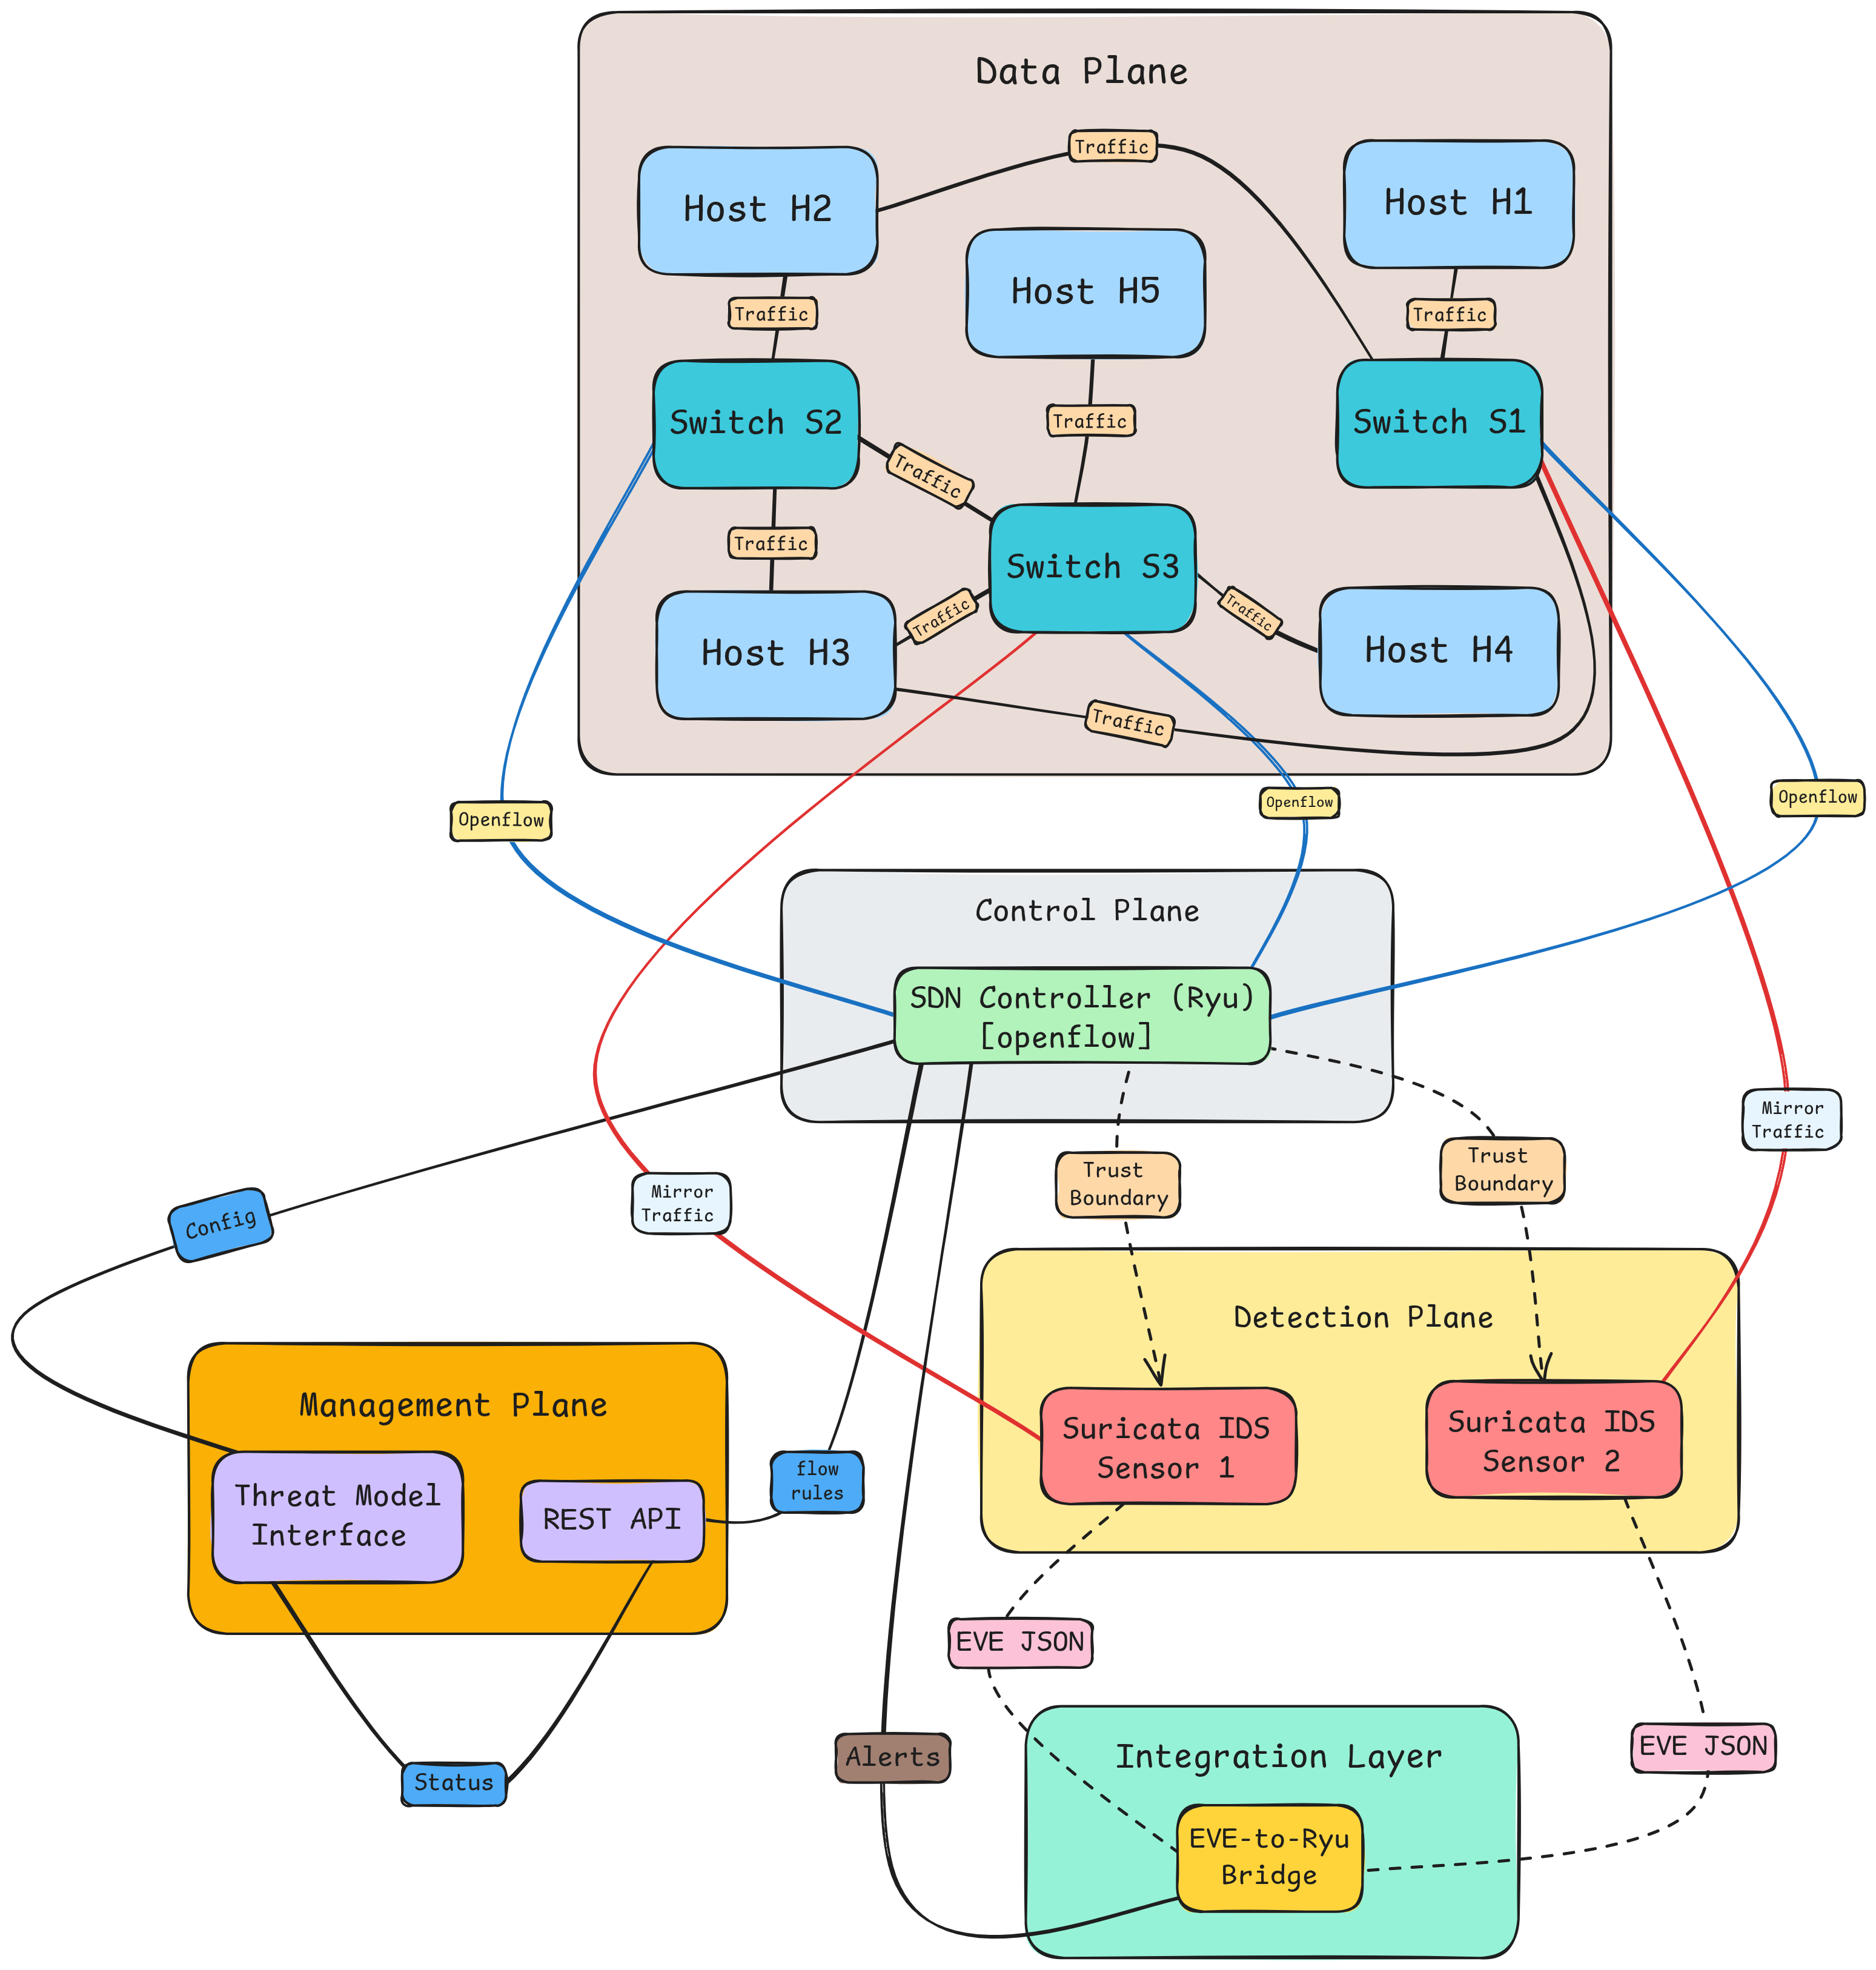 Data Plane
Traffic
Host H2
Host H1
Host H5
Traffic
Traffic
Traffic
Switch S2
Switch S1
Traffic
Traffic
Switch S3
Traffic
Traffic
Host H3
Host H4
Traffic
Openflow
Openflow
Openflow
Control Plane
SDN Controller (Ryu)
[openflow]
Mirror
Traffic
Trust
Boundary
Trust
Boundary
Mirror
Traffic
Config
Detection Plane
Management Plane
Suricata IDS
Sensor 1
Suricata IDS
Sensor 2
flow
rules
Threat Model
Interface
REST API
EVE JSON
EVE JSON
Alerts
Integration Layer
Status
EVE-to-Ryu
Bridge